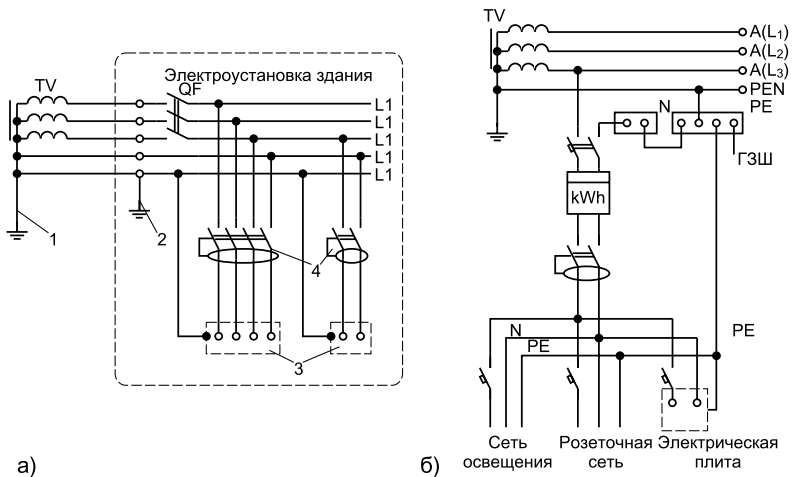 TV
Электроустановка здания
QF
L1
L1
L1
L1
L1
1
2
4
3
а)
TV
A(L1)
A(L2)
A(L3)
PEN
N
PE
ГЗШ
kWh
N
PE
PE
Сеть
освещения
Розеточная
сеть
Электрическая
плита
б)